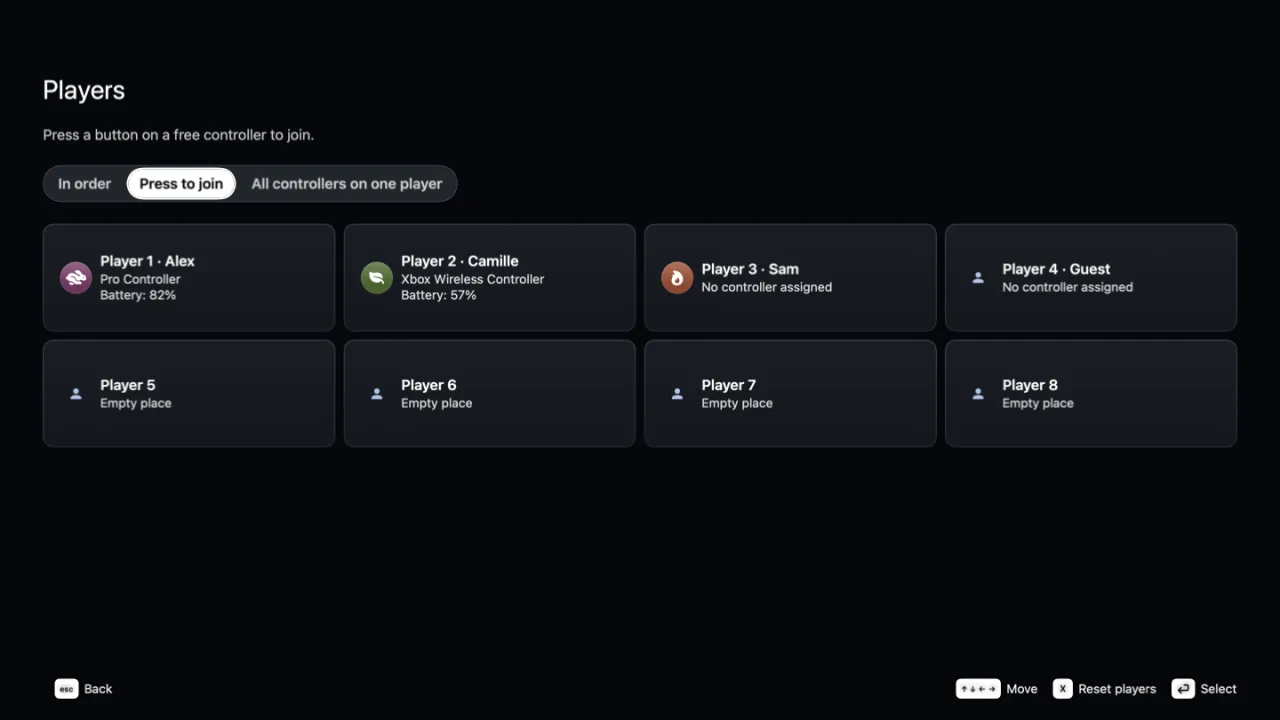 Players
Press a button on a free controller to join.
In order
Press to join
All controllers on one player
Player 1 · Alex
Pro Controller
Battery: 82%
Player 2 · Camille
Xbox Wireless Controller
Battery: 57%
Player 3 · Sam
No controller assigned
Player 4 · Guest
No controller assigned
Player 5
Empty place
Player 6
Empty place
Player 7
Empty place
Player 8
Empty place
esc Back
↑↓←→ Move
X Reset players
Select